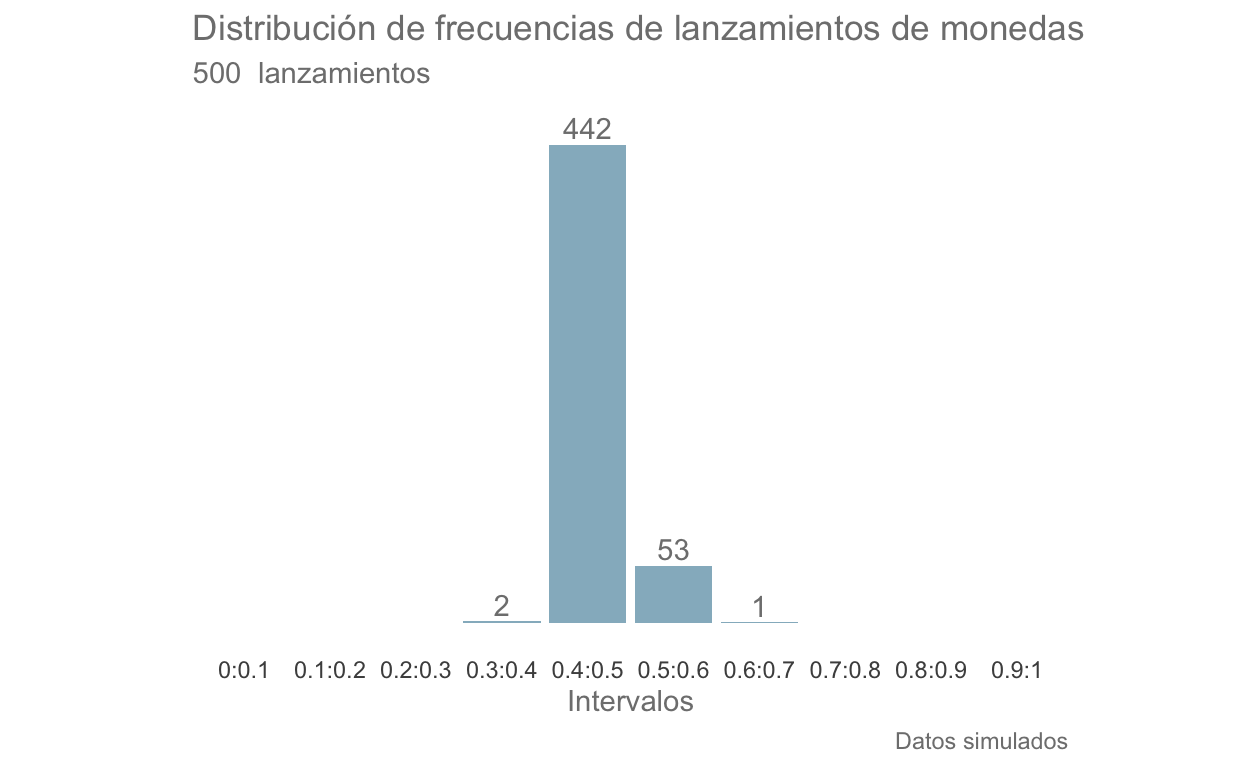 Distribución de frecuencias de lanzamientos de monedas
500  lanzamientos
442
53
2
1
0:0.1 0.1:0.2 0.2:0.3 0.3:0.4 0.4:0.5 0.5:0.6 0.6:0.7 0.7:0.8 0.8:0.9 0.9:1
Intervalos
Datos simulados